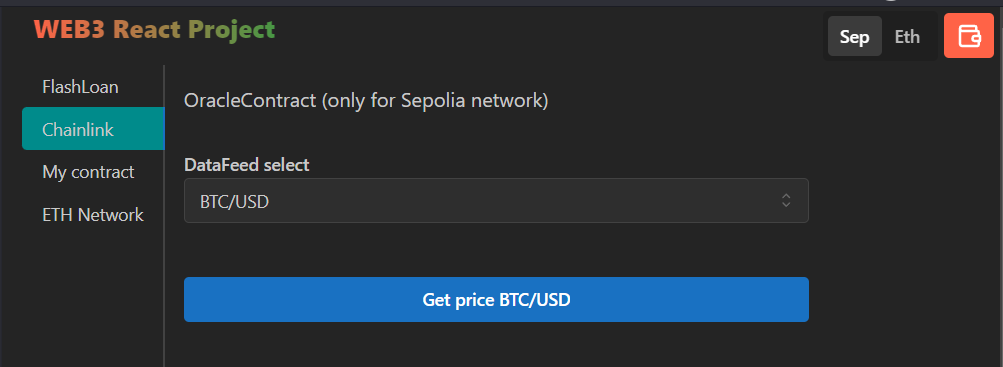 WEB3 React Project
Sep Eth
FlashLoan
Chainlink
My contract
ETH Network
OracleContract (only for Sepolia network)
DataFeed select
BTC/USD
Get price BTC/USD